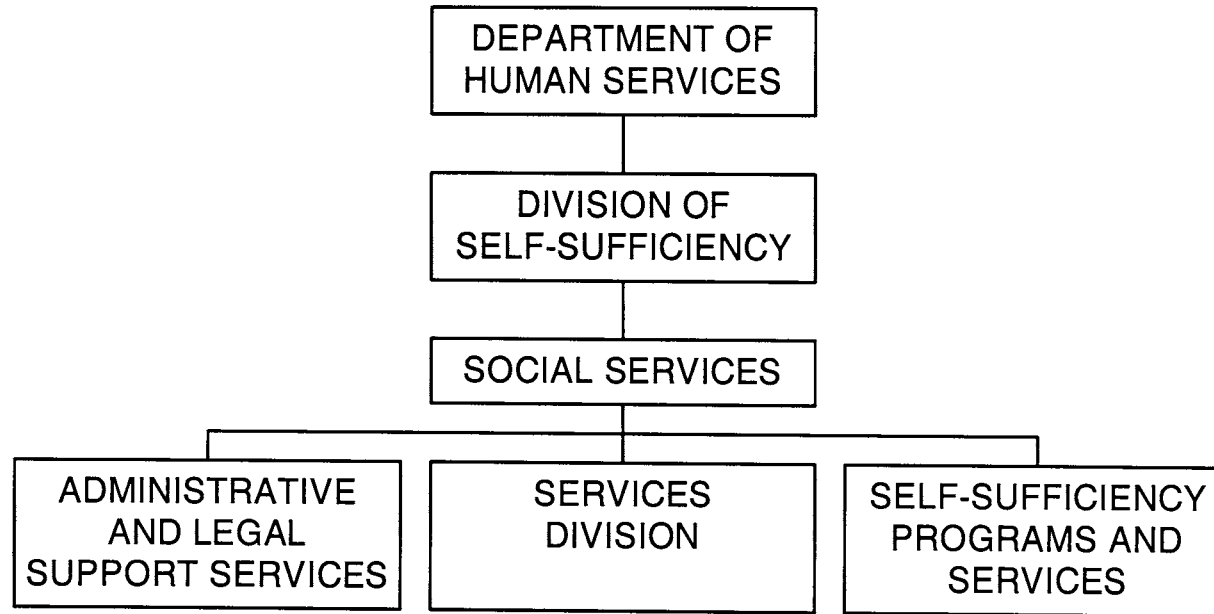 DEPARTMENT OF
HUMAN SERVICES
DIVISION OF
SELF-SUFFICIENCY
SOCIAL SERVICES
ADMINISTRATIVE
AND LEGAL
SUPPORT SERVICES
SERVICES
DIVISION
SELF-SUFFICIENCY
PROGRAMS AND
SERVICES